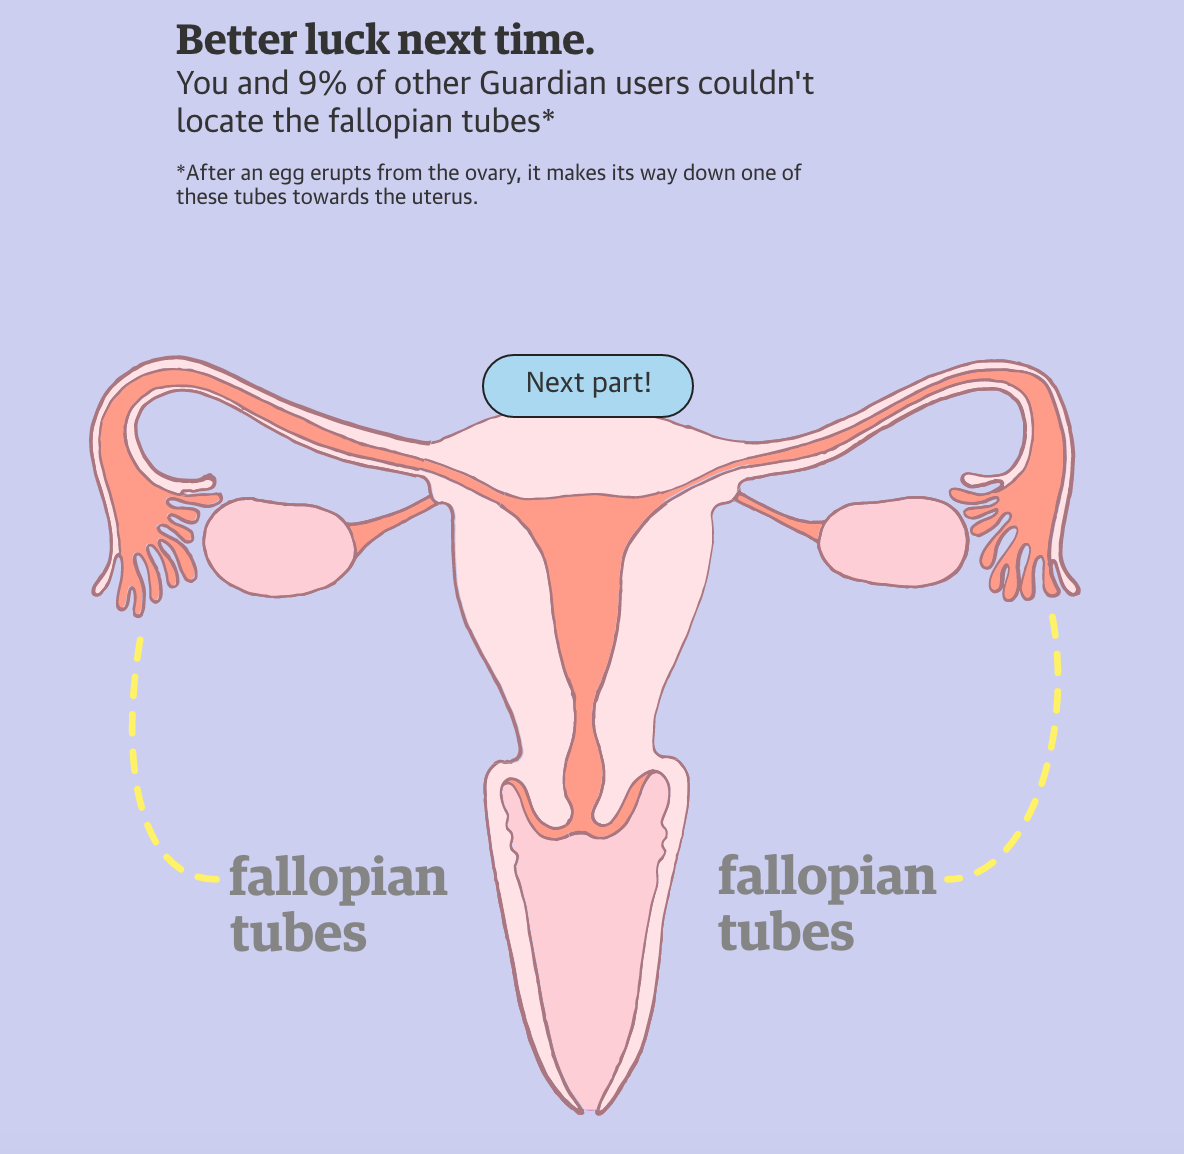 Better luck next time.
You and 9% of other Guardian users couldn't
locate the fallopian tubes*
*After an egg erupts from the ovary, it makes its way down one of
these tubes towards the uterus.
Next part!
fallopian
tubes
fallopian
tubes